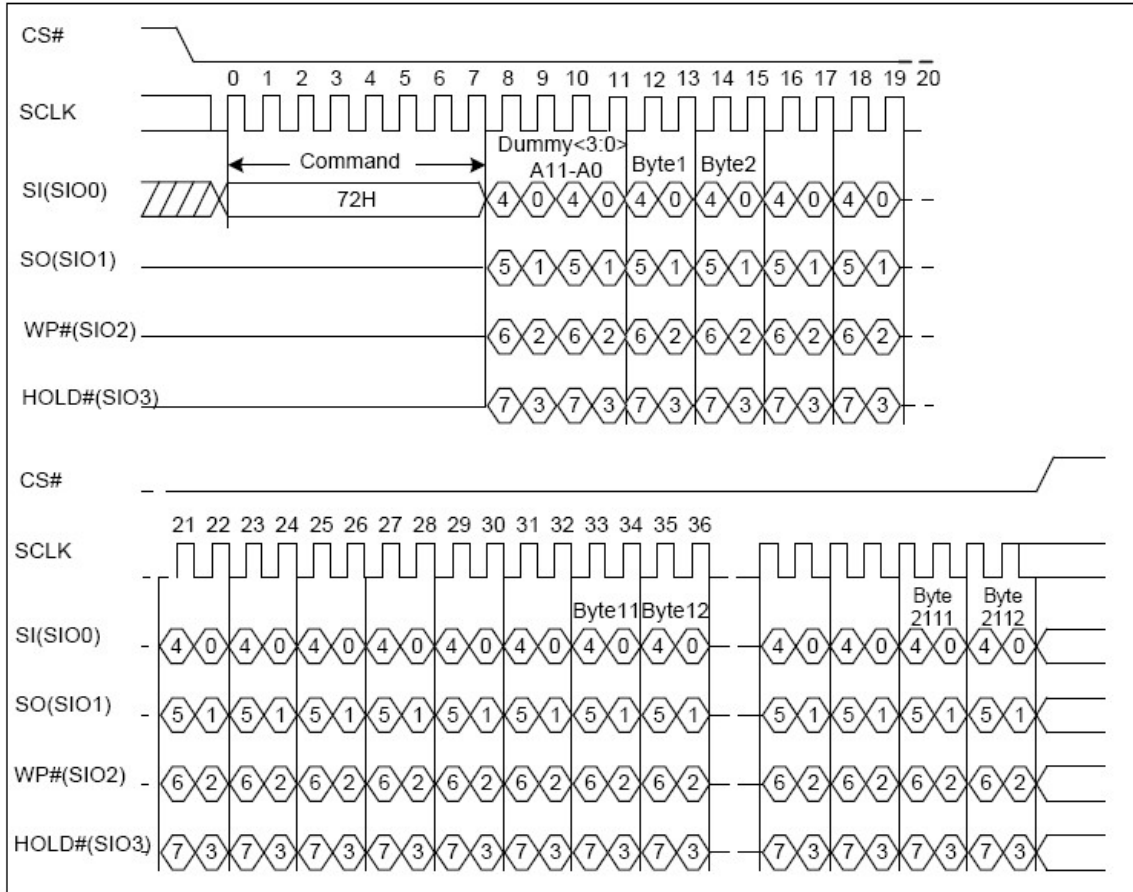 CS#
0 1 2 3 4 5 6 7 8 9 10 11 12 13 14 15 16 17 18 19 20
SCLK
Command
Dummy<3:0>
A11-A0
Byte1
Byte2
SI(SIO0)
72H
4 0 4 0 4 0 4 0 4 0 4 0
SO(SIO1)
5 1 5 1 5 1 5 1 5 1 5 1
WP#(SIO2)
6 2 6 2 6 2 6 2 6 2 6 2
HOLD#(SIO3)
7 3 7 3 7 3 7 3 7 3 7 3
CS#
21 22 23 24 25 26 27 28 29 30 31 32 33 34 35 36
SCLK
Byte11
Byte12
Byte
2111
Byte
2112
SI(SIO0)
4 0 4 0 4 0 4 0 4 0 4 0 4 0 4 0 4 0 4 0 4 0 4 0
SO(SIO1)
5 1 5 1 5 1 5 1 5 1 5 1 5 1 5 1 5 1 5 1 5 1 5 1
WP#(SIO2)
6 2 6 2 6 2 6 2 6 2 6 2 6 2 6 2 6 2 6 2 6 2 6 2
HOLD#(SIO3)
7 3 7 3 7 3 7 3 7 3 7 3 7 3 7 3 7 3 7 3 7 3 7 3